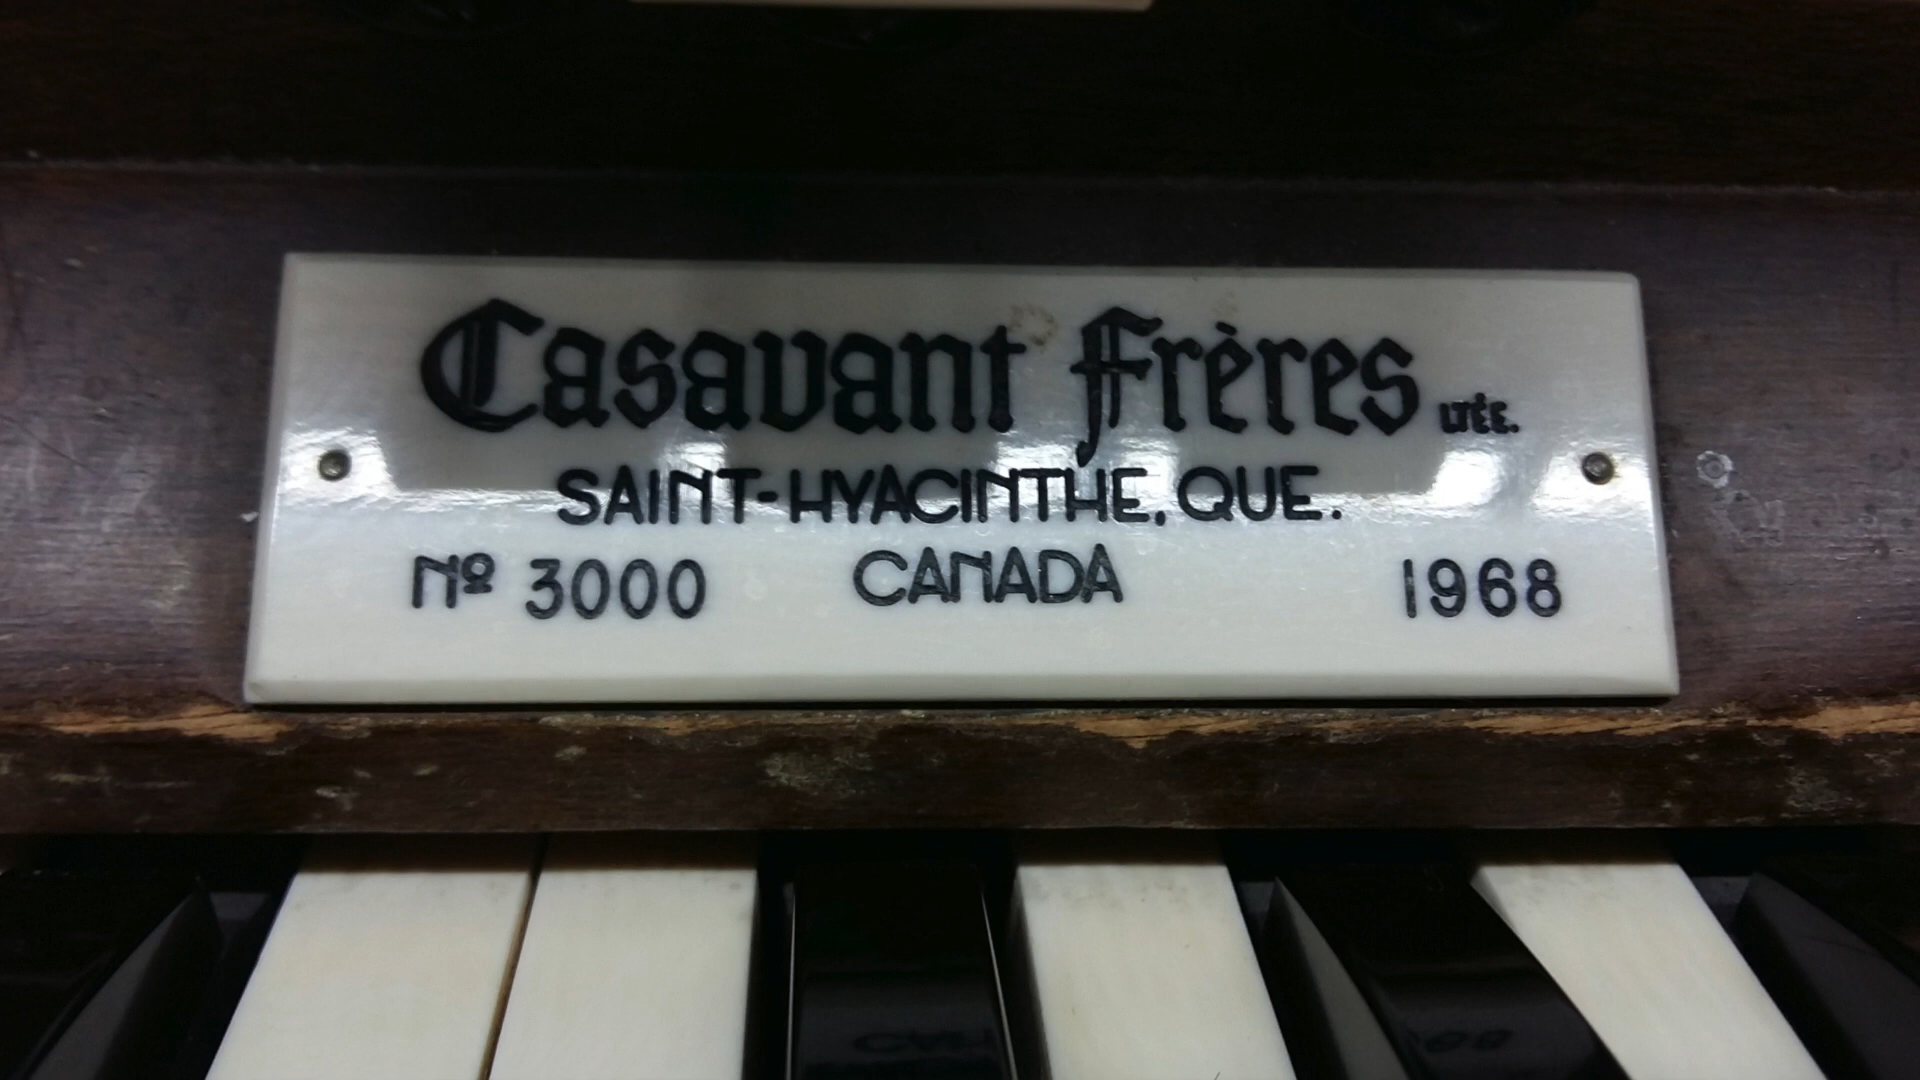 Casavant Frères LTÉE.
SAINT-HYACINTHE, QUE.
Nº 3000 CANADA 1968